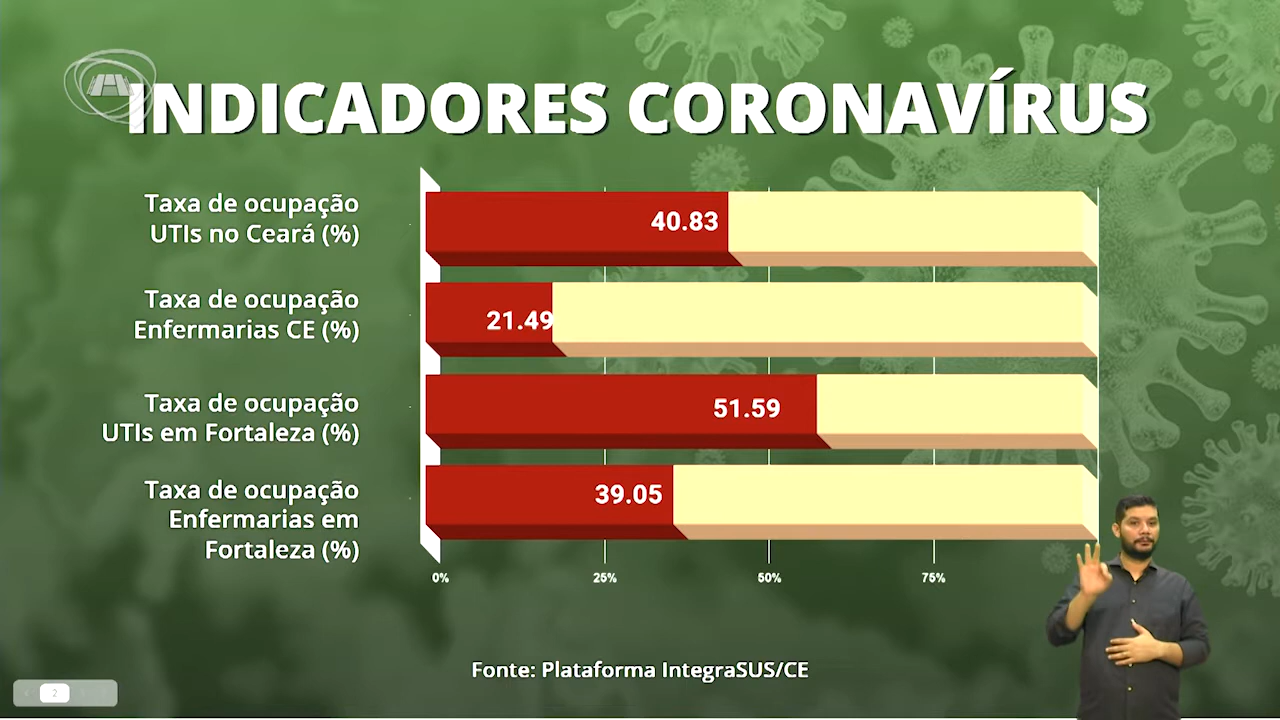 INDICADORES CORONAVÍRUS
Taxa de ocupação
UTIs no Ceará (%)
40.83
Taxa de ocupação
Enfermarias CE (%)
21.49
Taxa de ocupação
UTIs em Fortaleza (%)
51.59
Taxa de ocupação
Enfermarias em
Fortaleza (%)
39.05
0%
25%
50%
75%
Fonte: Plataforma IntegraSUS/CE
2